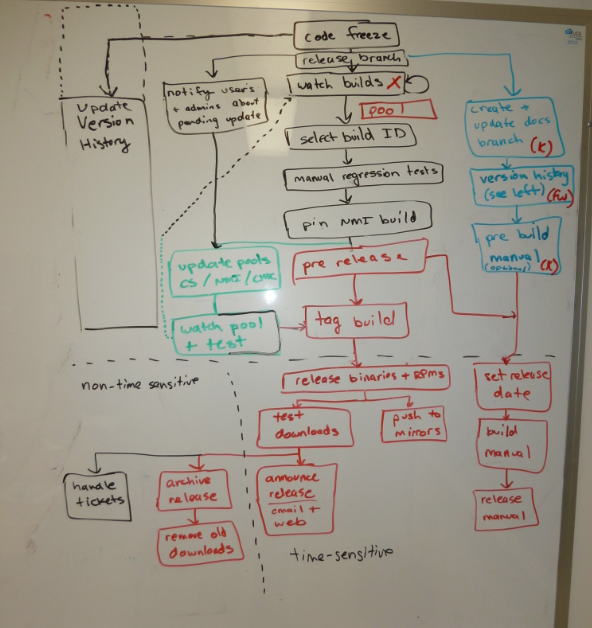 code freeze
release branch
notify users
+ admins about
pending update
watch builds X
pool
update
Version
History
create +
update docs
branch
(K)
select build ID
manual regression tests
version history
(see left)
(FW)
pin NMI build
pre build
manual
(K)
update pools
CS/NMI/CHTC
pre release
watch pool
+ test
tag build
non-time sensitive
release binaries + RPMs
set release
date
test
downloads
push to
mirrors
build
manual
handle
tickets
archive
release
announce
release
email +
web
release
manual
remove old
downloads
time-sensitive